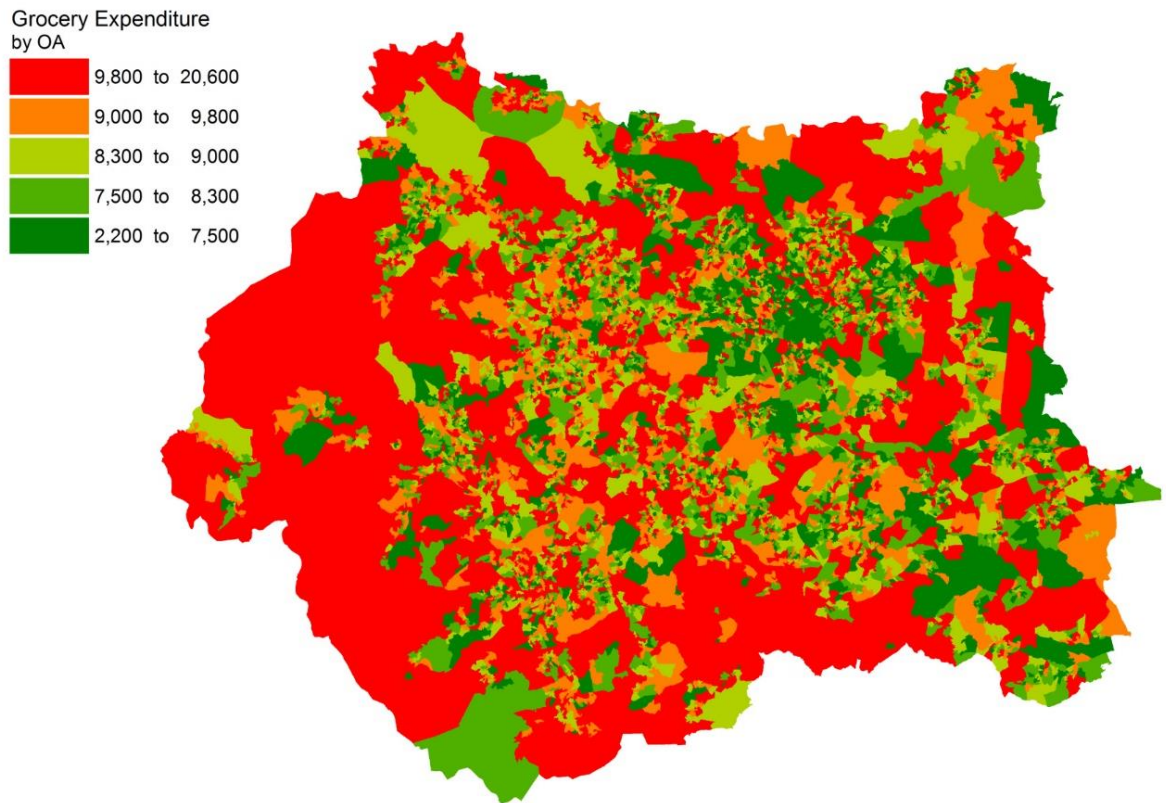 Grocery Expenditure
by OA
9,800 to 20,600
9,000 to 9,800
8,300 to 9,000
7,500 to 8,300
2,200 to 7,500